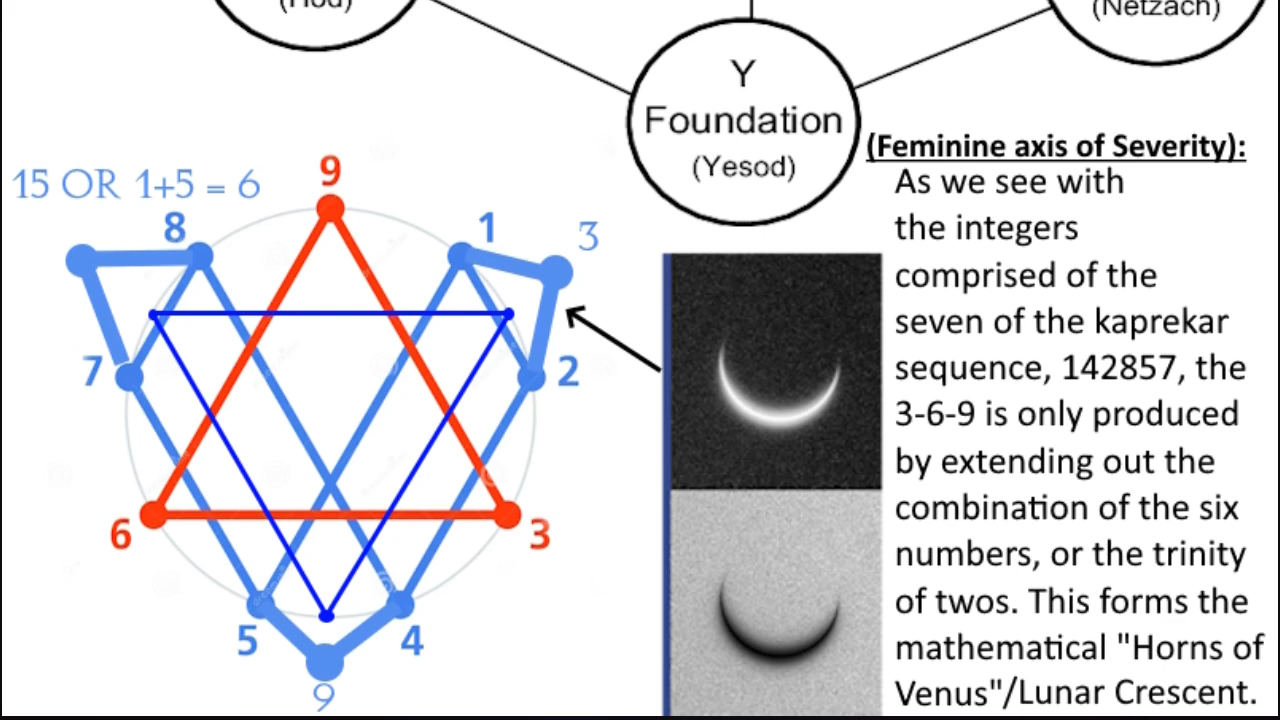 (Hod)
(Netzach)
Y
Foundation
(Yesod)
15 OR 1+5 = 6
9
8
1
3
7
2
6
3
5
4
9
(Feminine axis of Severity):
As we see with
the integers
comprised of the
seven of the kaprekar
sequence, 142857, the
3-6-9 is only produced
by extending out the
combination of the six
numbers, or the trinity
of twos. This forms the
mathematical "Horns of
Venus"/Lunar Crescent.